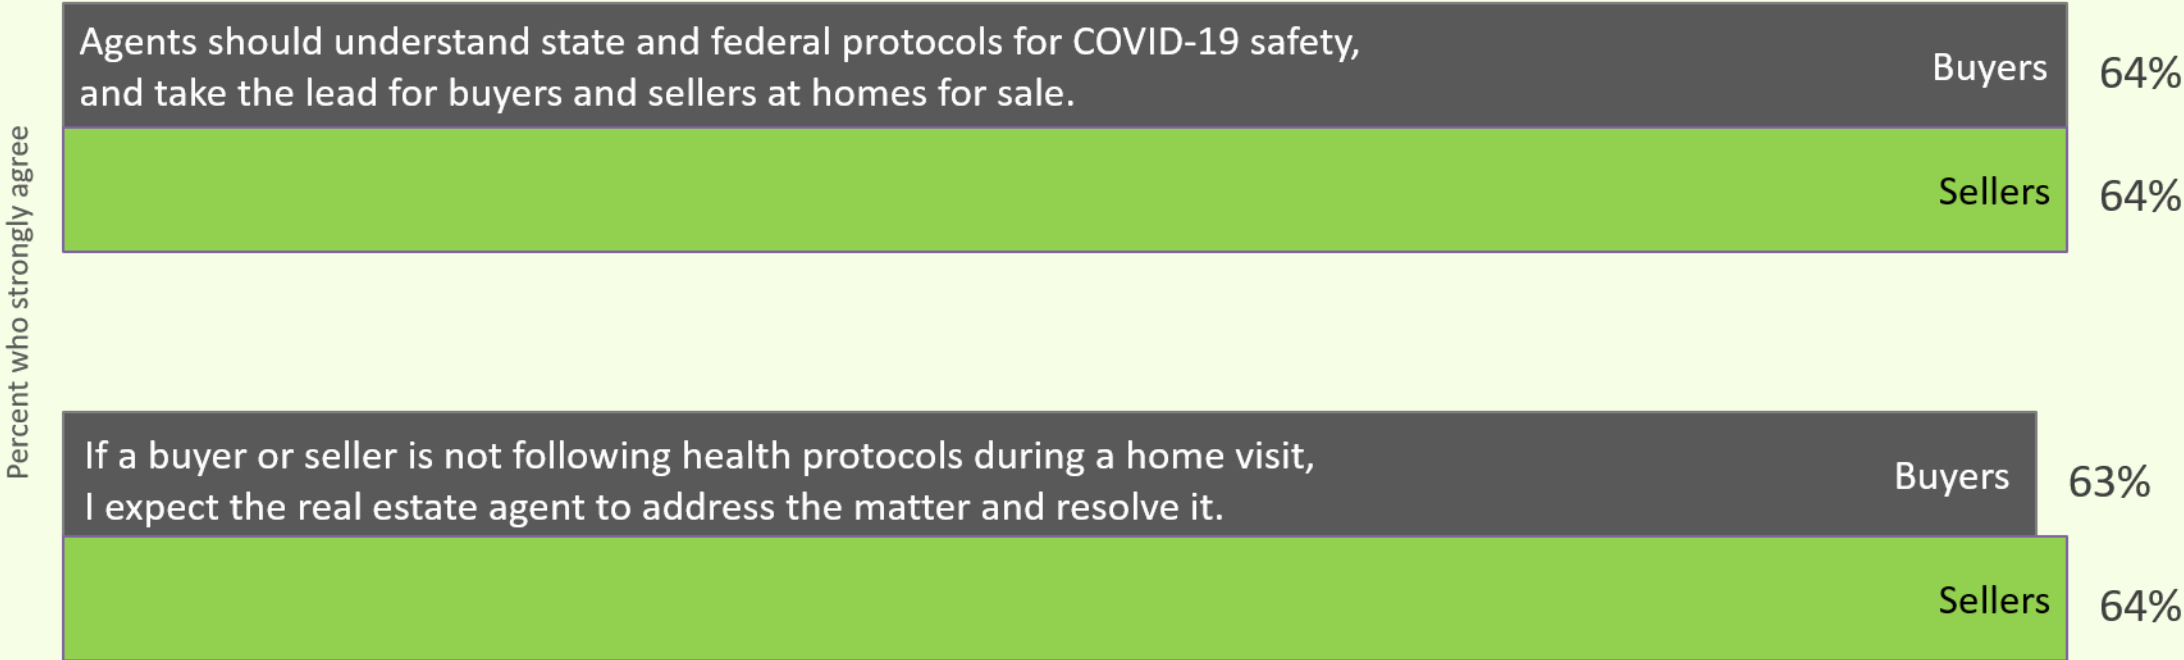 Percent who strongly agree
Agents should understand state and federal protocols for COVID-19 safety,
and take the lead for buyers and sellers at homes for sale.
Buyers 64%
Sellers 64%
If a buyer or seller is not following health protocols during a home visit,
I expect the real estate agent to address the matter and resolve it.
Buyers 63%
Sellers 64%